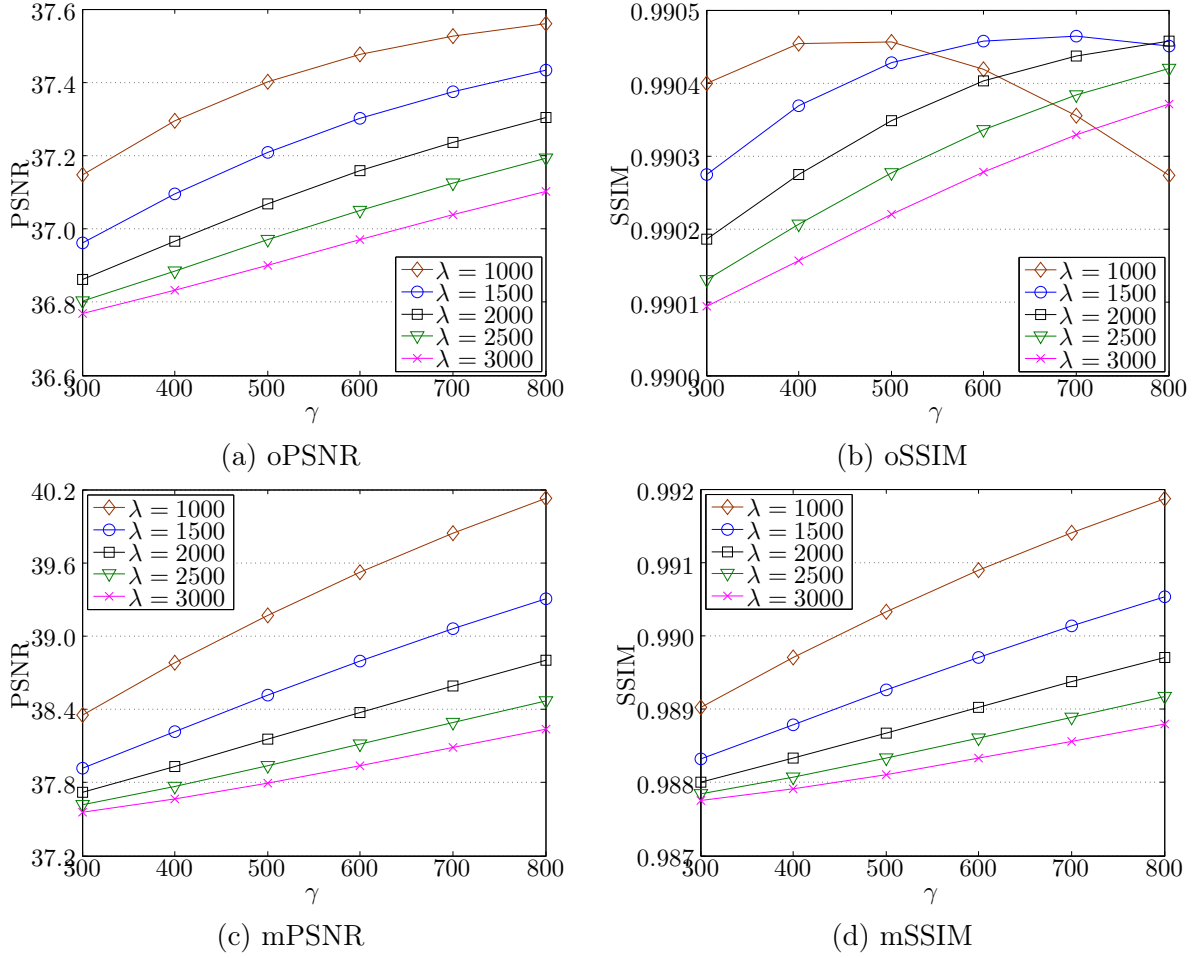 37.6
37.4
37.2
37.0
36.8
36.6
PSNR
300 400 500 600 700 800
γ
λ = 1000
λ = 1500
λ = 2000
λ = 2500
λ = 3000
(a) oPSNR
0.9905
0.9904
0.9903
0.9902
0.9901
0.9900
SSIM
300 400 500 600 700 800
γ
λ = 1000
λ = 1500
λ = 2000
λ = 2500
λ = 3000
(b) oSSIM
40.2
39.6
39.0
38.4
37.8
37.2
PSNR
300 400 500 600 700 800
γ
λ = 1000
λ = 1500
λ = 2000
λ = 2500
λ = 3000
(c) mPSNR
0.992
0.991
0.990
0.989
0.988
0.987
SSIM
300 400 500 600 700 800
γ
λ = 1000
λ = 1500
λ = 2000
λ = 2500
λ = 3000
(d) mSSIM